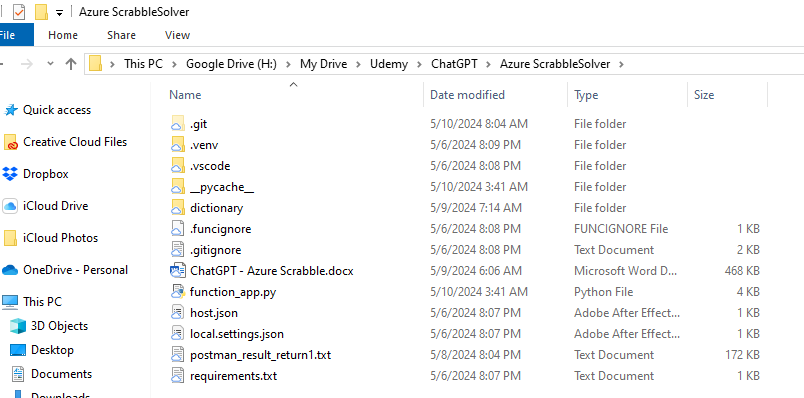 Azure ScrabbleSolver
File Home Share View
This PC Google Drive (H:) My Drive Udemy ChatGPT Azure ScrabbleSolver
Name Date modified Type Size
Quick access
Creative Cloud Files
Dropbox
iCloud Drive
iCloud Photos
OneDrive - Personal
This PC
3D Objects
Desktop
Documents
Downloads
.git 5/10/2024 8:04 AM File folder
.venv 5/6/2024 8:09 PM File folder
.vscode 5/6/2024 8:08 PM File folder
__pycache__ 5/10/2024 3:41 AM File folder
dictionary 5/9/2024 7:14 AM File folder
.funcignore 5/6/2024 8:08 PM FUNCIGNORE File 1 KB
.gitignore 5/6/2024 8:08 PM Text Document 2 KB
ChatGPT - Azure Scrabble.docx 5/9/2024 6:06 AM Microsoft Word D... 468 KB
function_app.py 5/10/2024 3:41 AM Python File 4 KB
host.json 5/6/2024 8:07 PM Adobe After Effect... 1 KB
local.settings.json 5/6/2024 8:07 PM Adobe After Effect... 1 KB
postman_result_return1.txt 5/8/2024 8:04 PM Text Document 172 KB
requirements.txt 5/6/2024 8:07 PM Text Document 1 KB